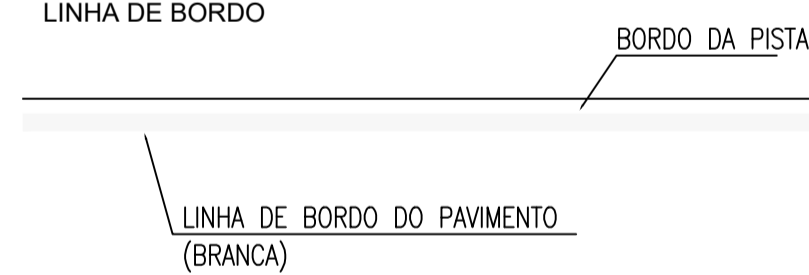 LINHA DE BORDO
BORDO DA PISTA
LINHA DE BORDO DO PAVIMENTO
(BRANCA)